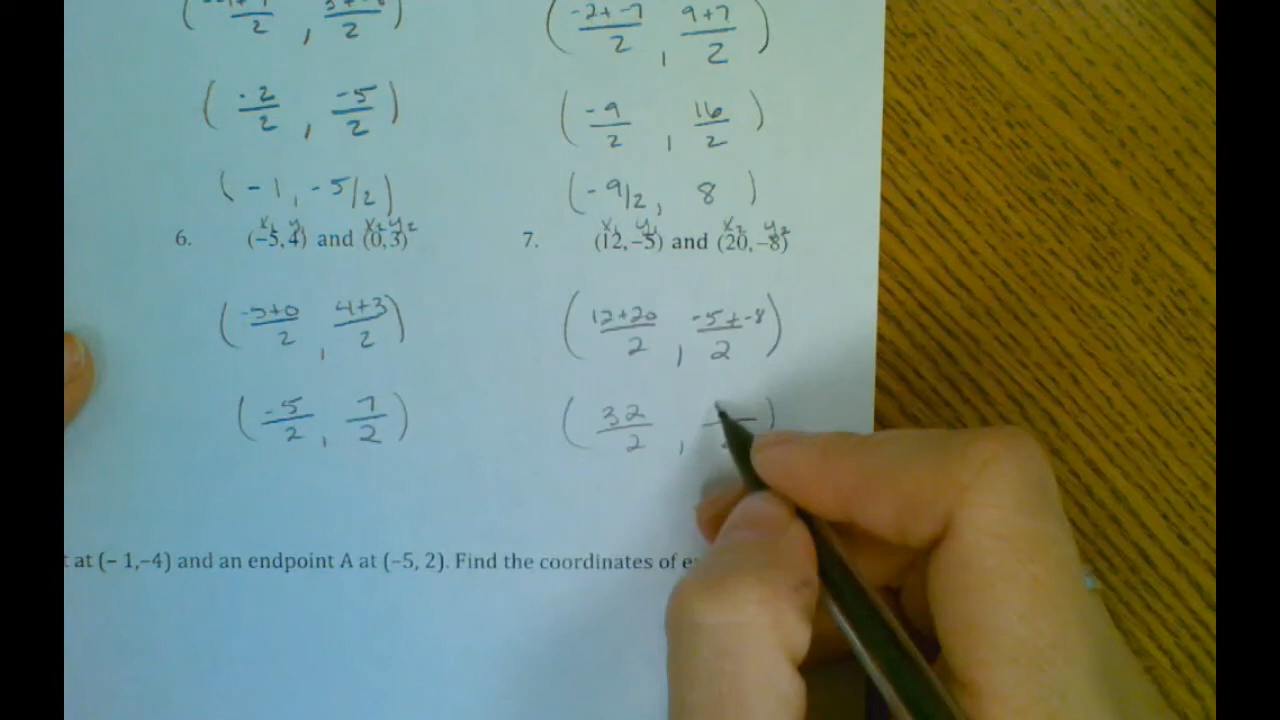 2 , 2 )
( -2+-7/2 , 9+7/2 )
( -2/2 , -5/2 )
( -9/2 , 16/2 )
( -1, -5/2 )
( -9/2, 8 )
x₁ y₁ x₂ y₂
6. (−5,4) and (0,3)
x₁ y₁ x₂ y₂
7. (12,−5) and (20,−8)
( -5+0/2 , 4+3/2 )
( 12+20/2 , -5+-8/2 )
( -5/2 , 7/2 )
( 32/2 ,
at (− 1,−4) and an endpoint A at (−5, 2). Find the coordinates of